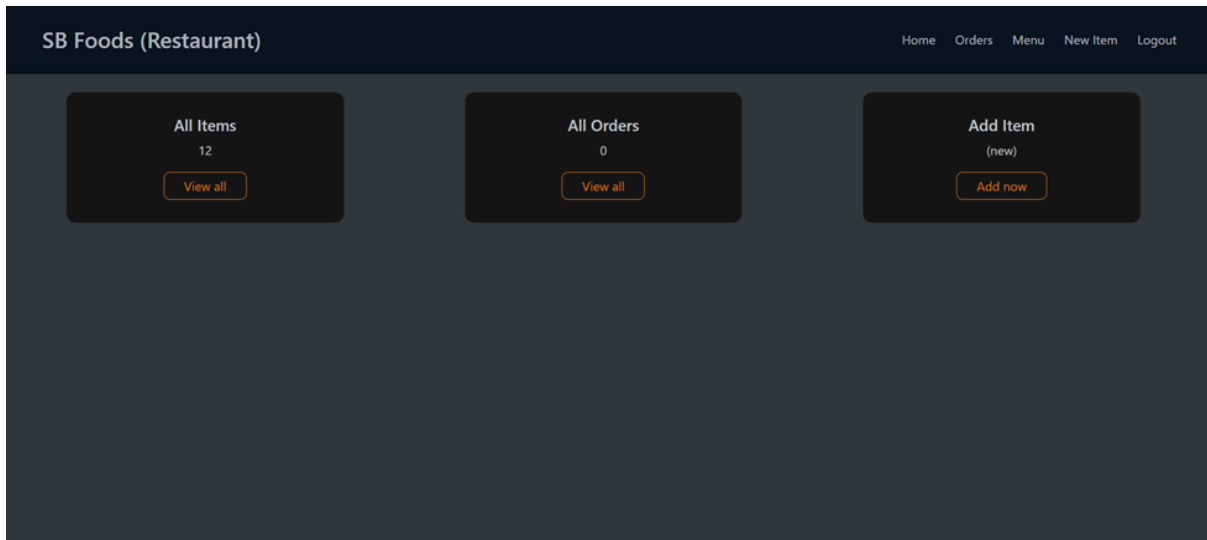 SB Foods (Restaurant)
Home Orders Menu New Item Logout
All Items
12
View all
All Orders
0
View all
Add Item
(new)
Add now